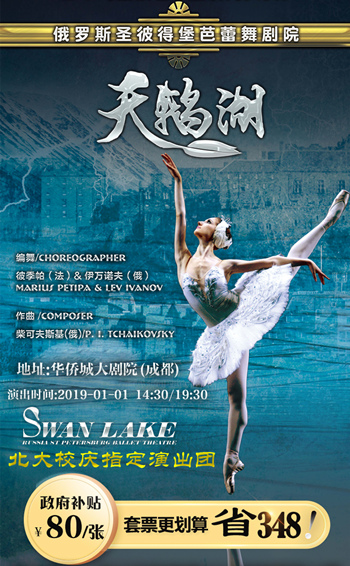 俄罗斯圣彼得堡芭蕾舞剧院
天鹅湖
编舞/CHOREOGRAPHER
彼季帕（法）& 伊万诺夫（俄）
MARIUS PETIPA & LEV IVANOV
作曲/COMPOSER
柴可夫斯基(俄)/P. I. TCHAIKOVSKY
地址:华侨城大剧院(成都)
演出时间:2019-01-01 14:30/19:30
SWAN LAKE
RUSSIA ST PETERSBURG BALLET THEATRE
北大校庆指定演出团
政府补贴
¥80/张
套票更划算 省348！